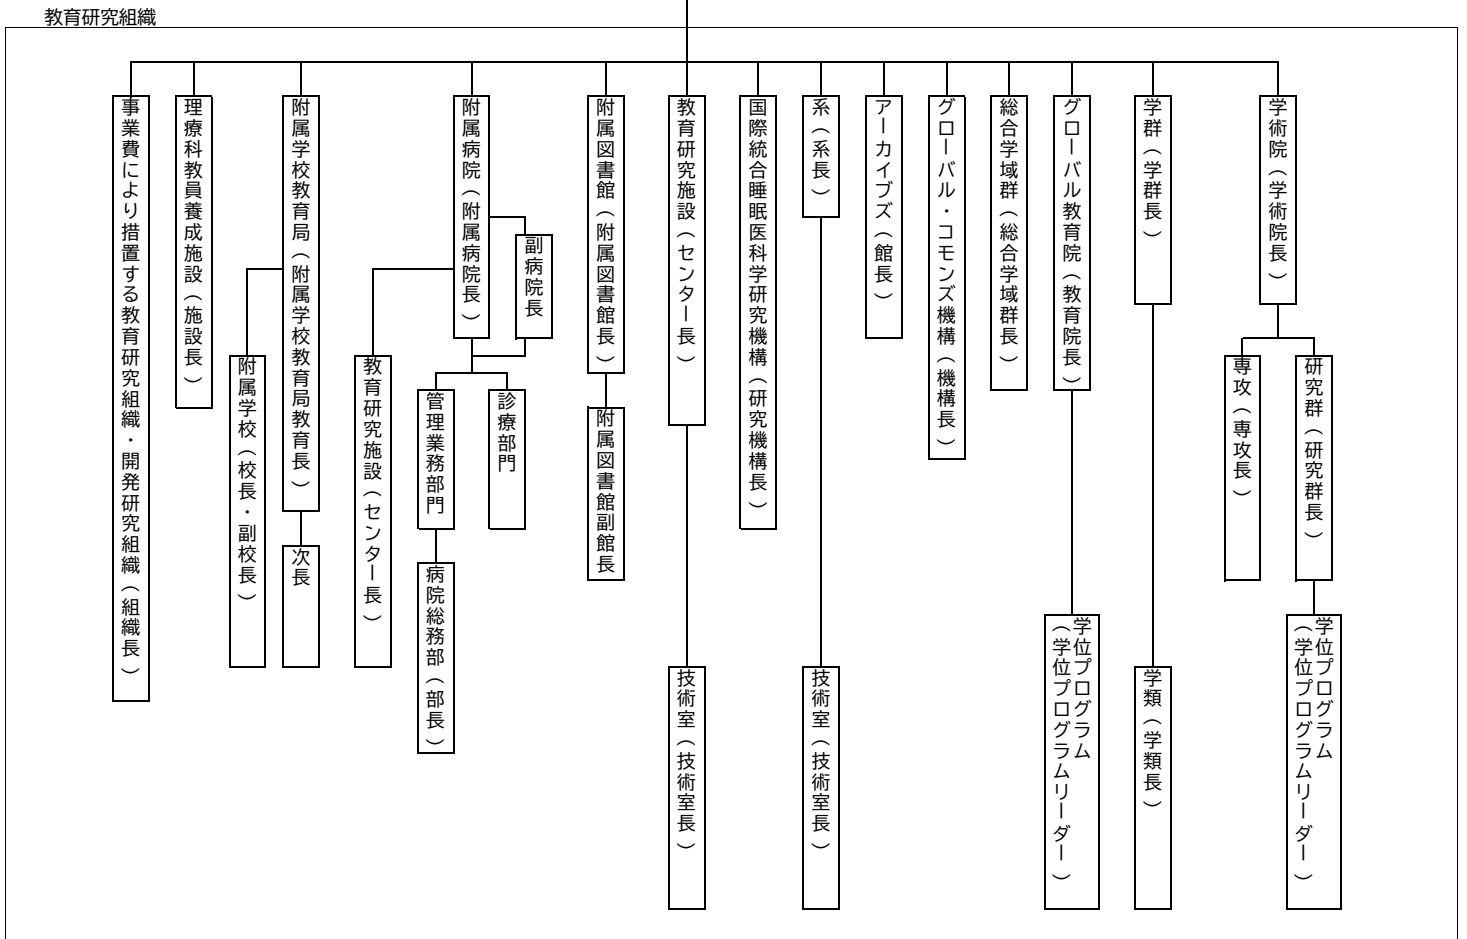 教育研究組織
学術院（学術院長）
研究群（研究群長）
学位プログラム
（学位プログラムリーダー）
専攻（専攻長）
学群（学群長）
学類（学類長）
グローバル教育院（教育院長）
学位プログラム
（学位プログラムリーダー）
総合学域群（総合学域群長）
グローバル・コモンズ機構（機構長）
アーカイブズ（館長）
系（系長）
技術室（技術室長）
国際統合睡眠医科学研究機構（研究機構長）
教育研究施設（センター長）
技術室（技術室長）
附属図書館（附属図書館長）
附属図書館副館長
附属病院（附属病院長）
副病院長
診療部門
管理業務部門
病院総務部（部長）
教育研究施設（センター長）
附属学校教育局（附属学校教育局教育長）
次長
附属学校（校長・副校長）
理療科教員養成施設（施設長）
事業費により措置する教育研究組織・開発研究組織（組織長）